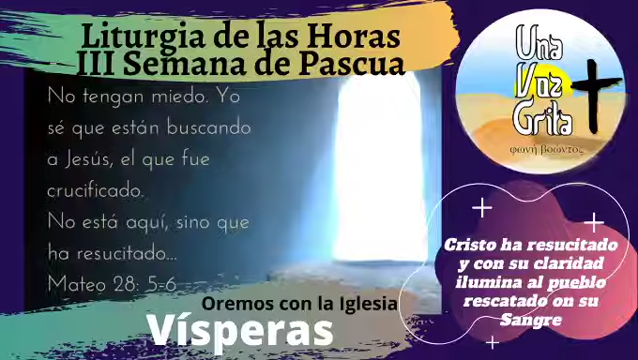 Liturgia de las Horas
III Semana de Pascua
No tengan miedo. Yo
sé que están buscando
a Jesús, el que fue
crucificado.
No está aquí, sino que
ha resucitado...
Mateo 28: 5-6
Oremos con la Iglesia
Vísperas
Una
Voz
Grita
φωνή βοώντος
Cristo ha resucitado
y con su claridad
ilumina al pueblo
rescatado on su
Sangre